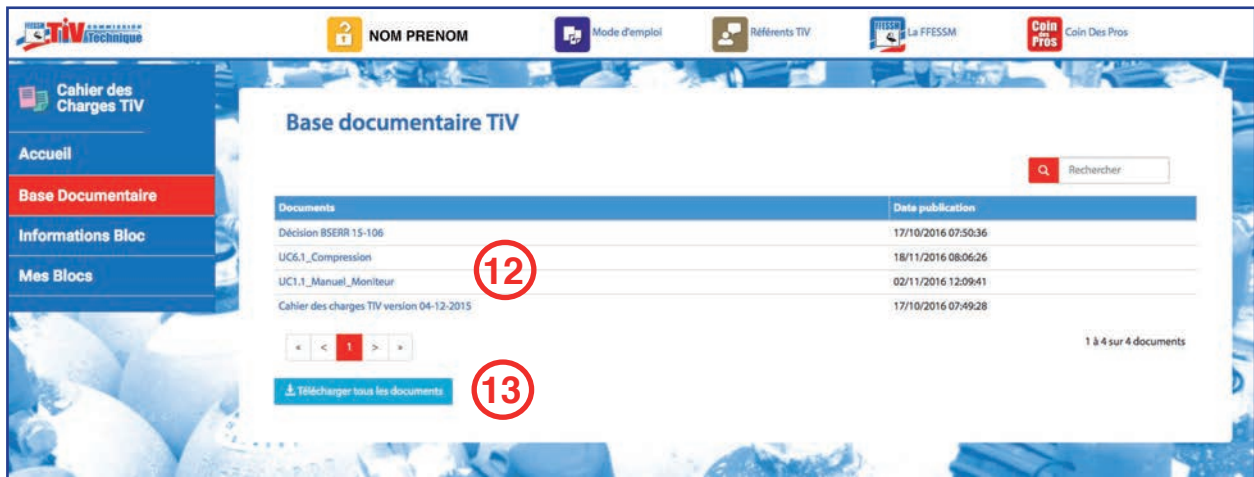 FFESSM TiV COMMISSION Technique
NOM PRENOM
Mode d'emploi
Référents TIV
FFESSM
La FFESSM
Coin des Pros
Coin Des Pros
Cahier des
Charges TiV
Accueil
Base Documentaire
Informations Bloc
Mes Blocs
Base documentaire TiV
Rechercher
Documents Date publication
Décision BSERR 15-106 17/10/2016 07:50:36
UC6.1_Compression 18/11/2016 08:06:26
12
UC1.1_Manuel_Moniteur 02/11/2016 12:09:41
Cahier des charges TIV version 04-12-2015 17/10/2016 07:49:28
« < 1 > »
1 à 4 sur 4 documents
Télécharger tous les documents
13